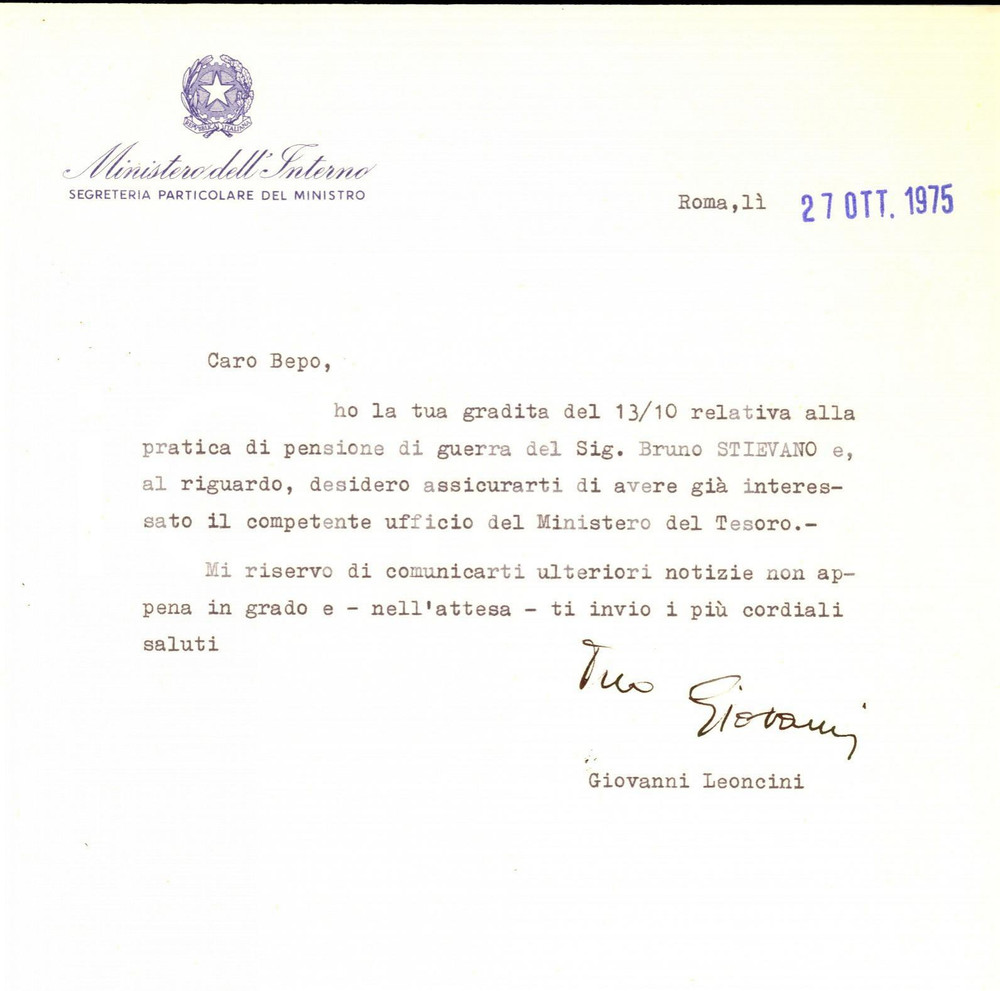 REPUBBLICA ITALIANA
Ministero dell'Interno
SEGRETERIA PARTICOLARE DEL MINISTRO
Roma,lì 27 OTT. 1975
Caro Bepo,
ho la tua gradita del 13/10 relativa alla
pratica di pensione di guerra del Sig. Bruno STIEVANO e,
al riguardo, desidero assicurarti di avere già interes-
sato il competente ufficio del Ministero del Tesoro.-
Mi riservo di comunicarti ulteriori notizie non ap-
pena in grado e - nell'attesa - ti invio i più cordiali
saluti
Tuo Giovanni
Giovanni Leoncini